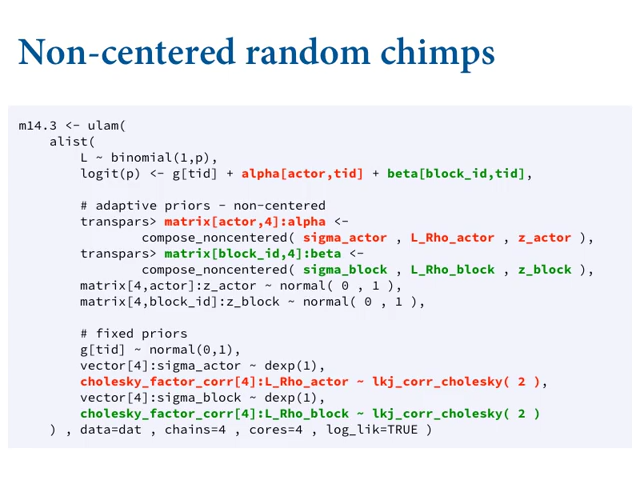 Non-centered random chimps
m14.3 <- ulam(
    alist(
        L ~ binomial(1,p),
        logit(p) <- g[tid] + alpha[actor,tid] + beta[block_id,tid],

        # adaptive priors - non-centered
        transpars> matrix[actor,4]:alpha <-
                compose_noncentered( sigma_actor , L_Rho_actor , z_actor ),
        transpars> matrix[block_id,4]:beta <-
                compose_noncentered( sigma_block , L_Rho_block , z_block ),
        matrix[4,actor]:z_actor ~ normal( 0 , 1 ),
        matrix[4,block_id]:z_block ~ normal( 0 , 1 ),

        # fixed priors
        g[tid] ~ normal(0,1),
        vector[4]:sigma_actor ~ dexp(1),
        cholesky_factor_corr[4]:L_Rho_actor ~ lkj_corr_cholesky( 2 ),
        vector[4]:sigma_block ~ dexp(1),
        cholesky_factor_corr[4]:L_Rho_block ~ lkj_corr_cholesky( 2 )
    ) , data=dat , chains=4 , cores=4 , log_lik=TRUE )